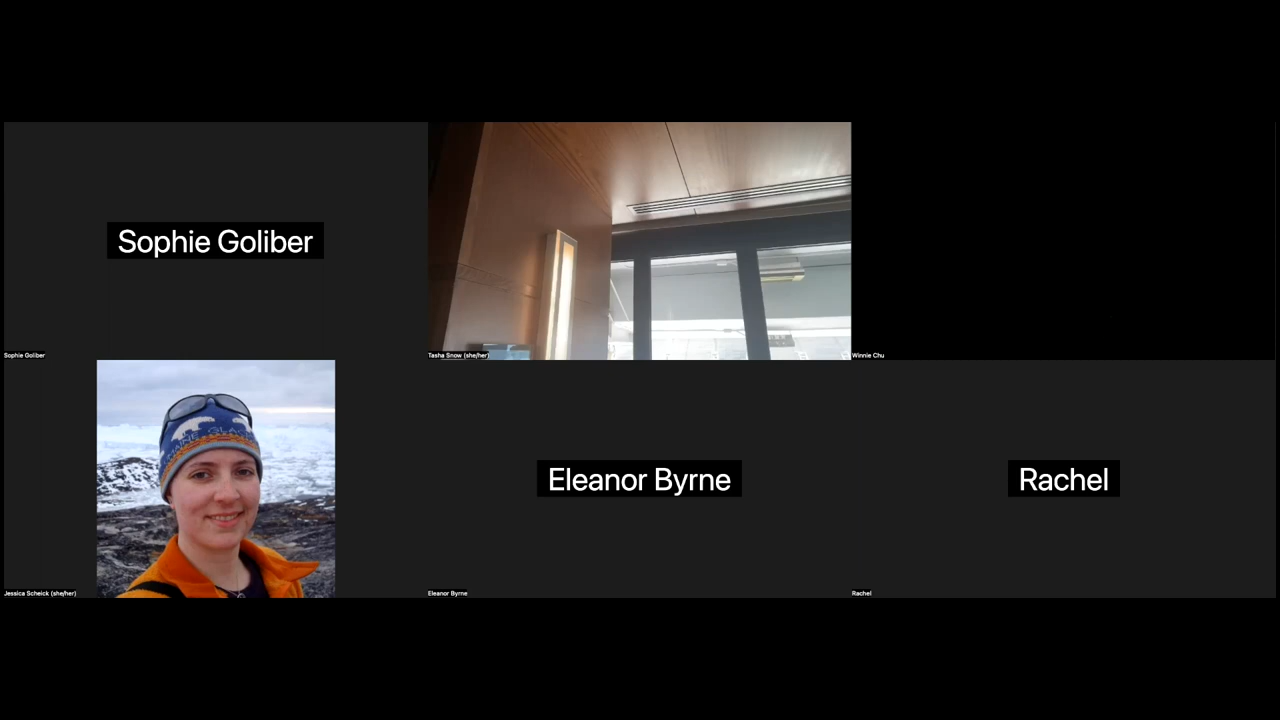 Sophie Goliber
Sophie Goliber
Tasha Snow (she/her)
Winnie Chu
Jessica Scheick (she/her)
Eleanor Byrne
Eleanor Byrne
Rachel
Rachel